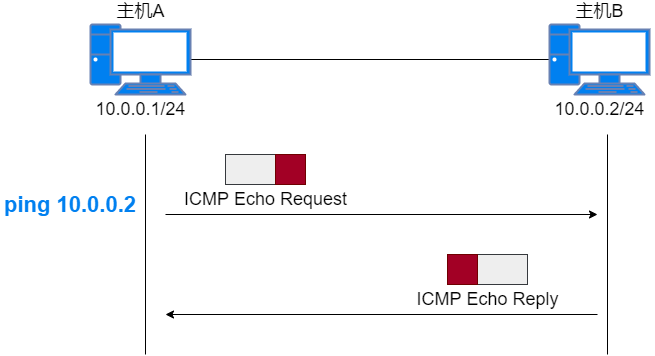 主机A
主机B
10.0.0.1/24
10.0.0.2/24
ping 10.0.0.2
ICMP Echo Request
ICMP Echo Reply